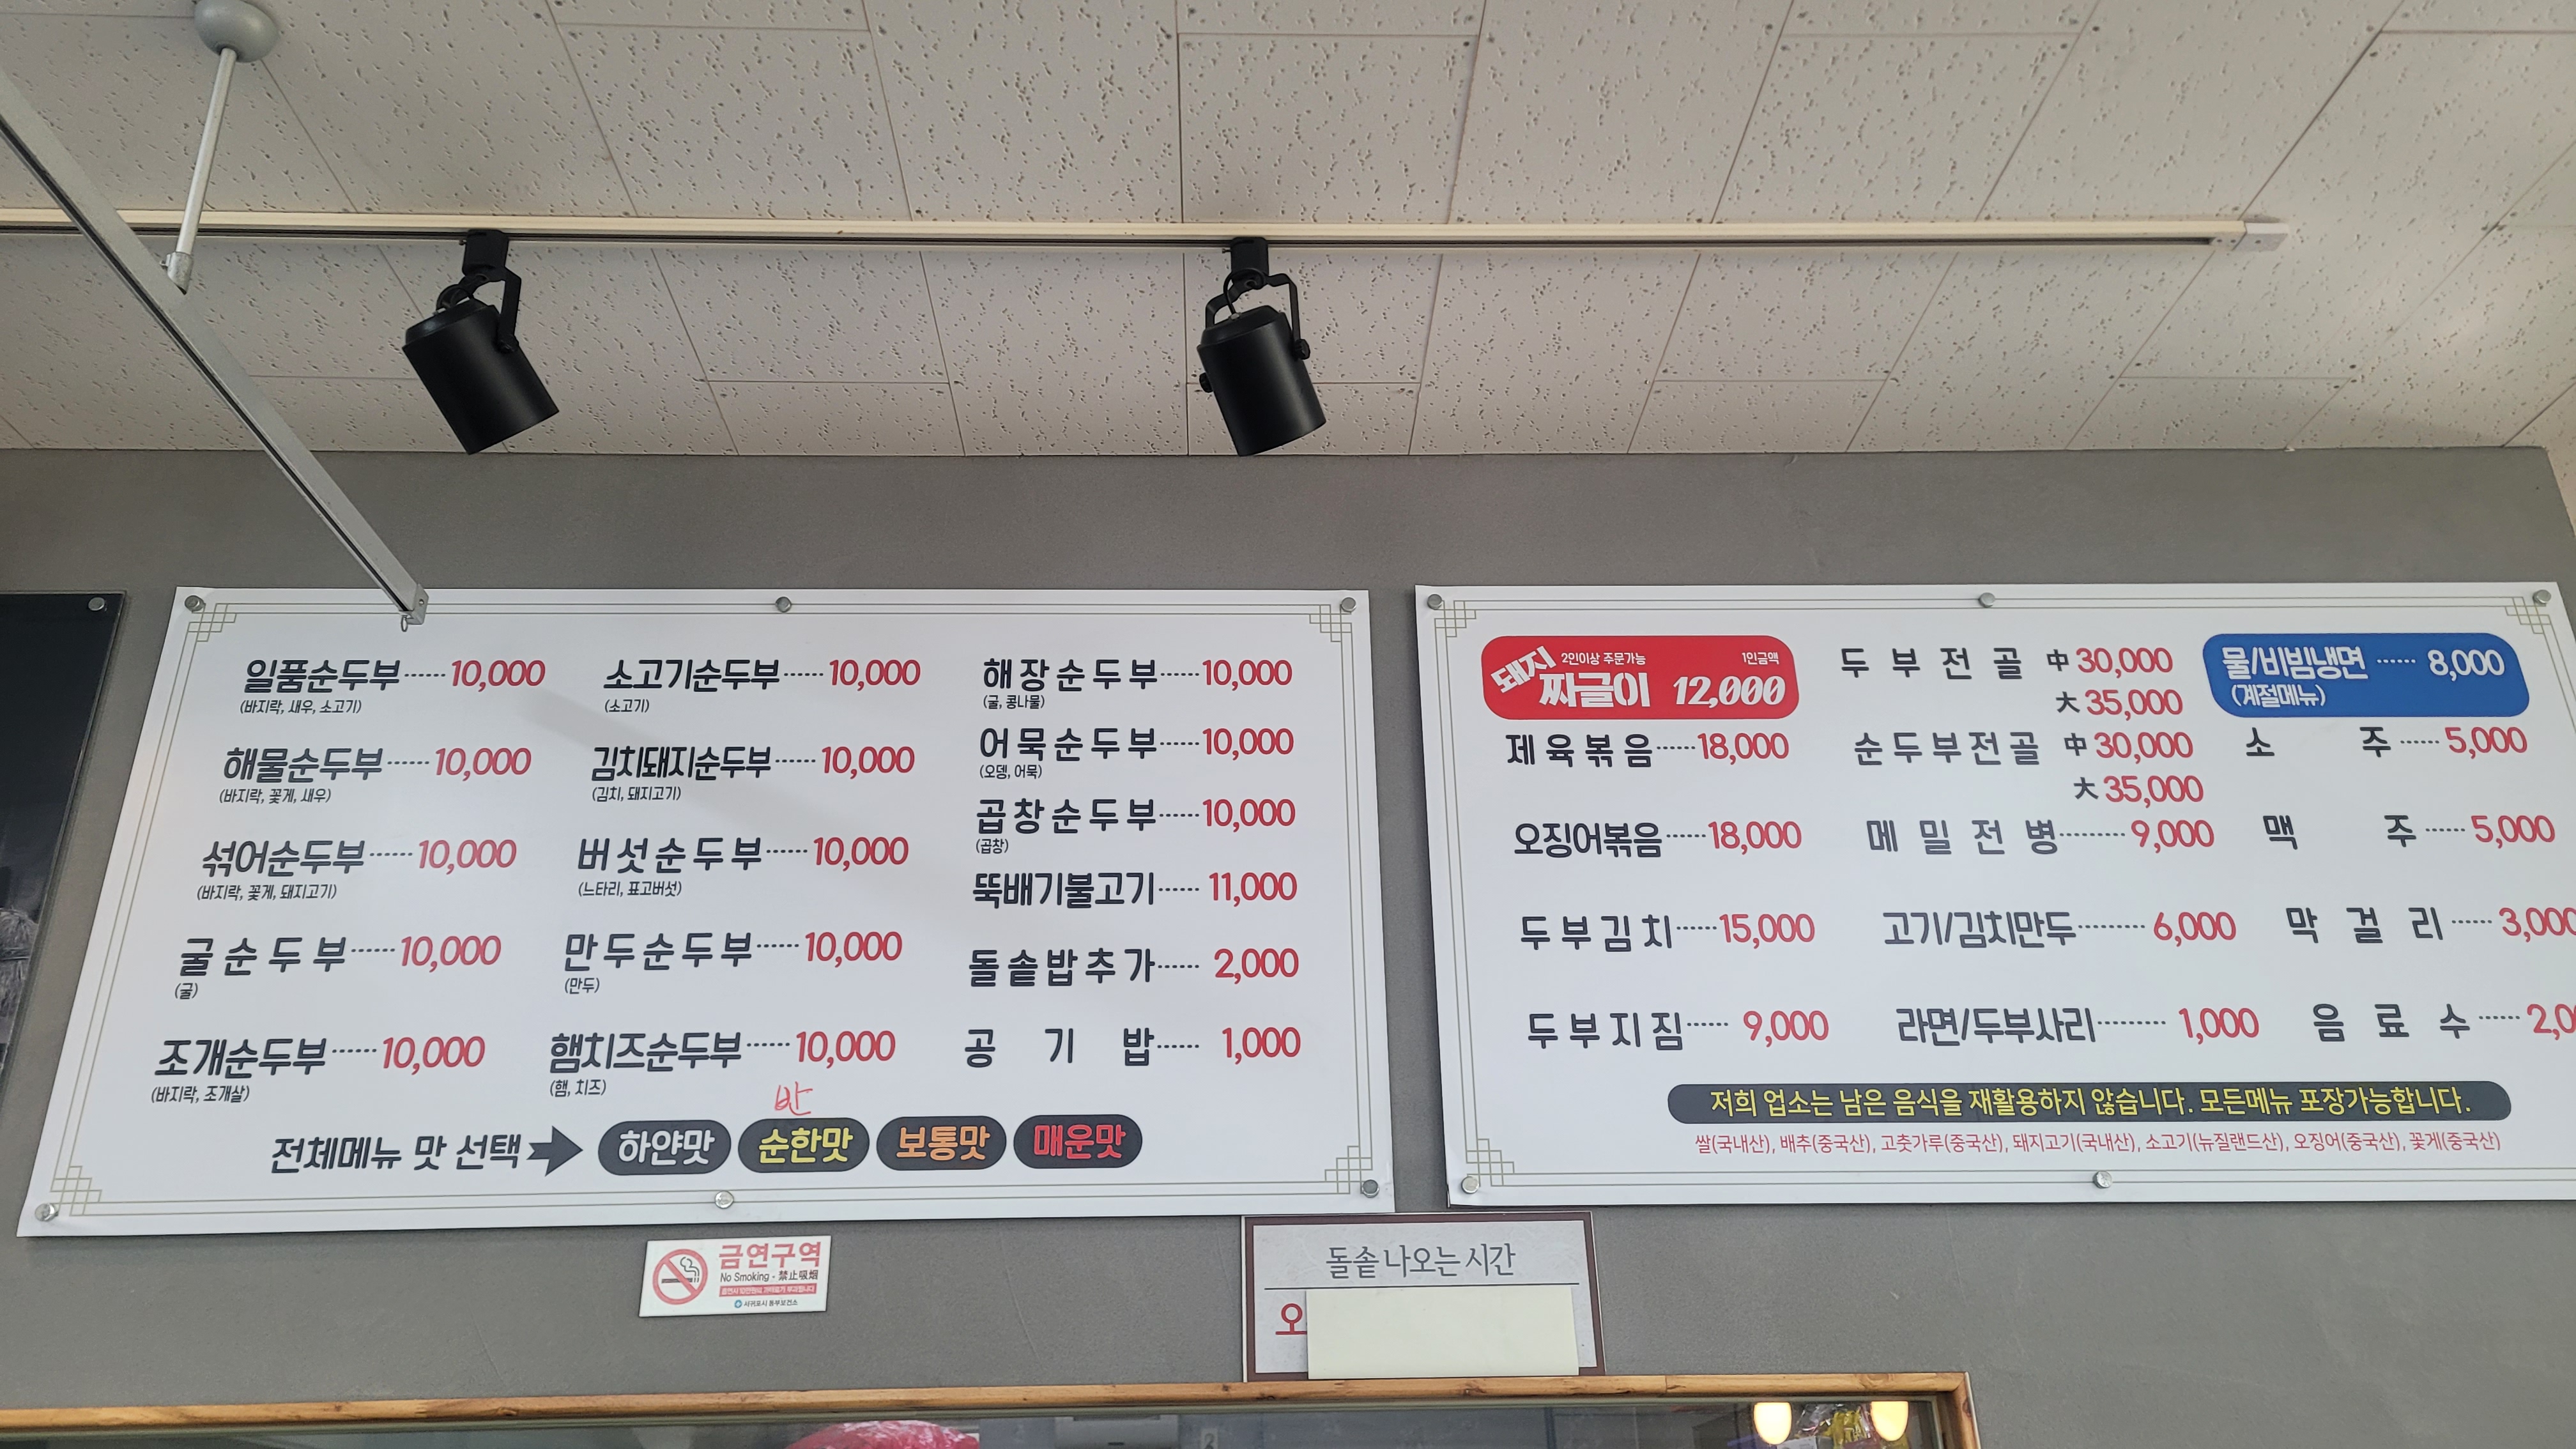 일품순두부 ······ 10,000
(바지락, 새우, 소고기)
해물순두부 ······ 10,000
(바지락, 꽃게, 새우)
섞어순두부 ······ 10,000
(바지락, 꽃게, 돼지고기)
굴순두부 ······ 10,000
(굴)
조개순두부 ······ 10,000
(바지락, 조개살)
소고기순두부 ······ 10,000
(소고기)
김치돼지순두부 ······ 10,000
(김치, 돼지고기)
버섯순두부 ······ 10,000
(느타리, 표고버섯)
만두순두부 ······ 10,000
(만두)
햄치즈순두부 ······ 10,000
(햄, 치즈)
해장순두부 ······ 10,000
(굴, 콩나물)
어묵순두부 ······ 10,000
(오뎅, 어묵)
곱창순두부 ······ 10,000
(곱창)
뚝배기불고기 ······ 11,000
돌솥밥추가 ······ 2,000
공기밥 ······ 1,000
반
전체메뉴 맛 선택 하얀맛 순한맛 보통맛 매운맛
돼지 2인이상 주문가능 1인금액
짜글이 12,000
제육볶음 ······ 18,000
오징어볶음 ······ 18,000
두부김치 ······ 15,000
두부지짐 ······ 9,000
두부전골 中 30,000
大 35,000
순두부전골 中 30,000
大 35,000
메밀전병 ········ 9,000
고기/김치만두 ········ 6,000
라면/두부사리 ········ 1,000
물/비빔냉면 ······ 8,000
(계절메뉴)
소주 ······ 5,000
맥주 ······ 5,000
막걸리 ······ 3,000
음료수 ······ 2,0
저희 업소는 남은 음식을 재활용하지 않습니다. 모든메뉴 포장가능합니다.
쌀(국내산), 배추(중국산), 고춧가루(중국산), 돼지고기(국내산), 소고기(뉴질랜드산), 오징어(중국산), 꽃게(중국산)
금연구역
No Smoking · 禁止吸烟
서귀포시 동부보건소
돌솥 나오는 시간
오